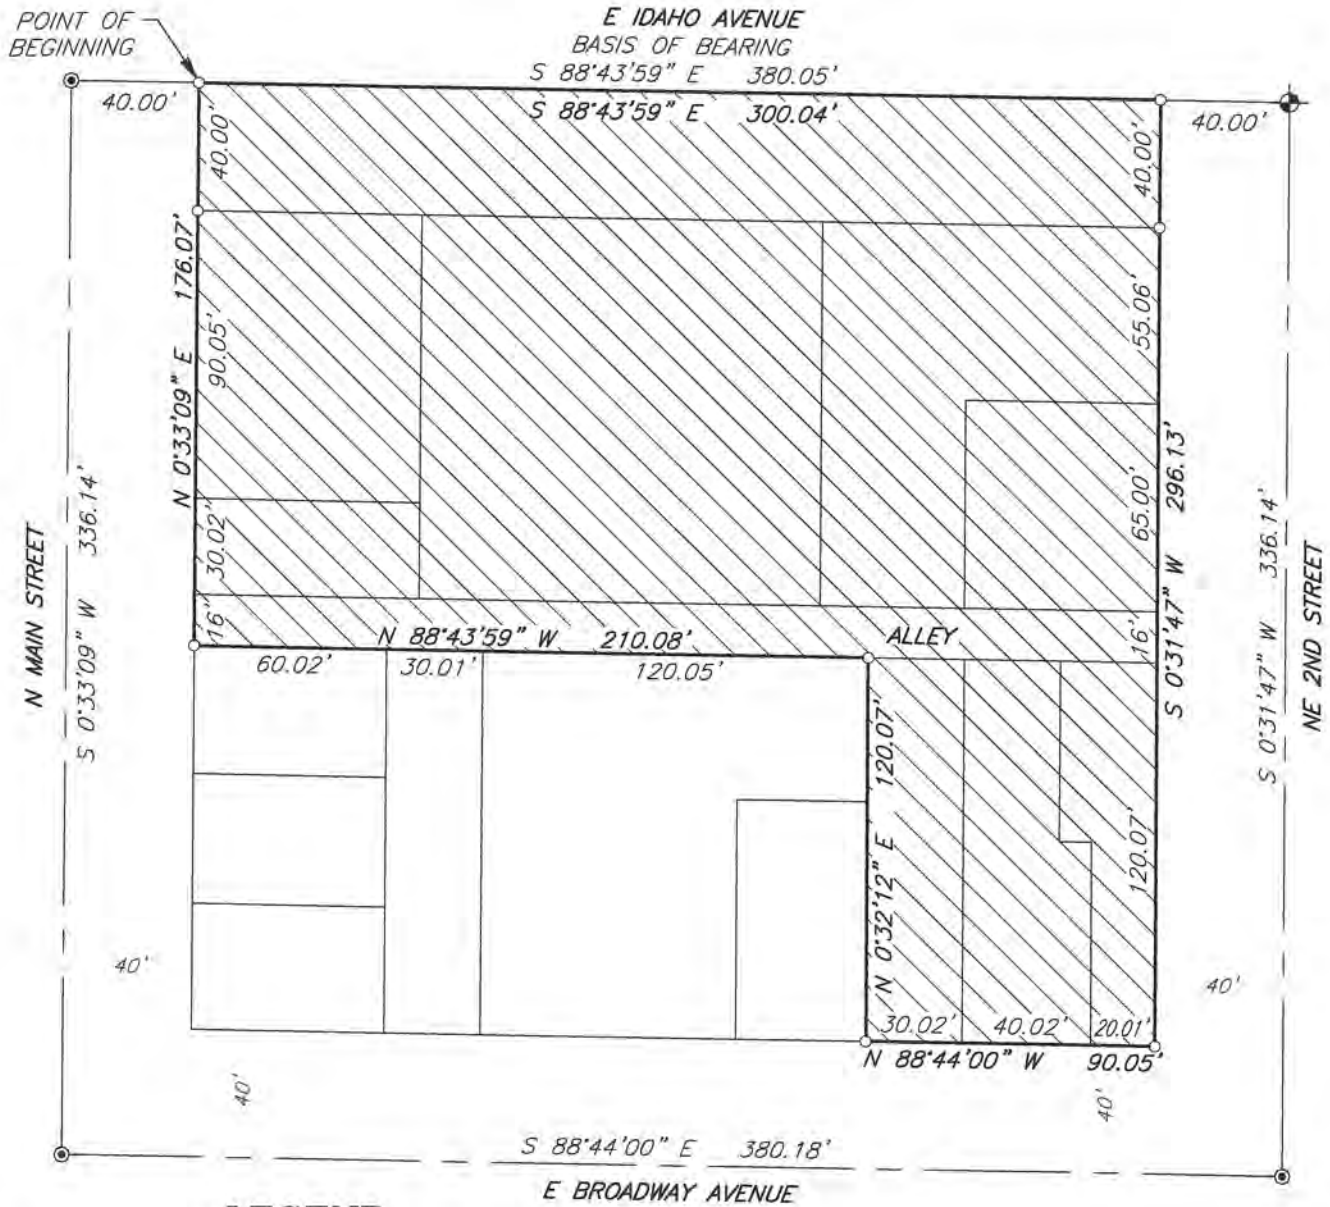 POINT OF
BEGINNING
E IDAHO AVENUE
BASIS OF BEARING
S 88°43'59" E 380.05'
S 88°43'59" E 300.04'
40.00'
40.00'
40.00'
40.00'
N 0°33'09" E 176.07'
90.05'
30.02'
16"
55.06'
65.00'
16'
S 0°31'47" W 296.13'
N MAIN STREET
S 0°33'09" W 336.14'
S 0°31'47" W 336.14'
NE 2ND STREET
N 88°43'59" W 210.08'
ALLEY
60.02'
30.01'
120.05'
N 0°32'12" E 120.07'
120.07'
40'
40'
30.02'
40.02'
20.01'
N 88°44'00" W 90.05'
40'
40'
S 88°44'00" E 380.18'
E BROADWAY AVENUE